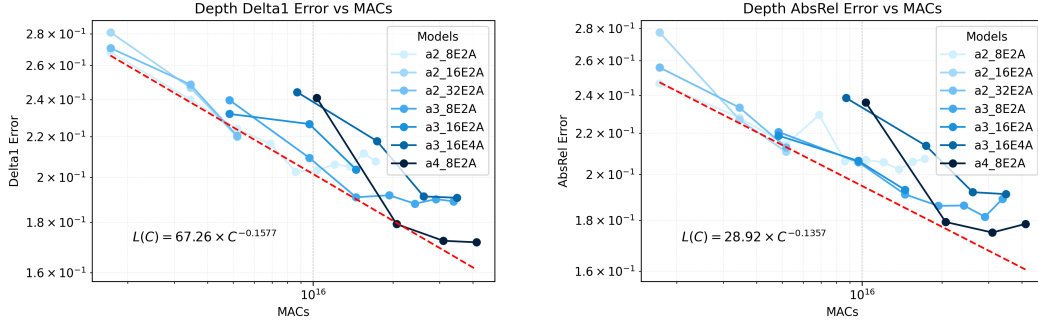 Depth Delta1 Error vs MACs
Delta1 Error
2.8 × 10⁻¹
2.6 × 10⁻¹
2.4 × 10⁻¹
2.2 × 10⁻¹
2 × 10⁻¹
1.8 × 10⁻¹
1.6 × 10⁻¹
Models
a2_8E2A
a2_16E2A
a2_32E2A
a3_8E2A
a3_16E2A
a3_16E4A
a4_8E2A
L(C) = 67.26 × C⁻⁰·¹⁵⁷⁷
10¹⁶
MACs
Depth AbsRel Error vs MACs
AbsRel Error
2.8 × 10⁻¹
2.6 × 10⁻¹
2.4 × 10⁻¹
2.2 × 10⁻¹
2 × 10⁻¹
1.8 × 10⁻¹
1.6 × 10⁻¹
Models
a2_8E2A
a2_16E2A
a2_32E2A
a3_8E2A
a3_16E2A
a3_16E4A
a4_8E2A
L(C) = 28.92 × C⁻⁰·¹³⁵⁷
10¹⁶
MACs